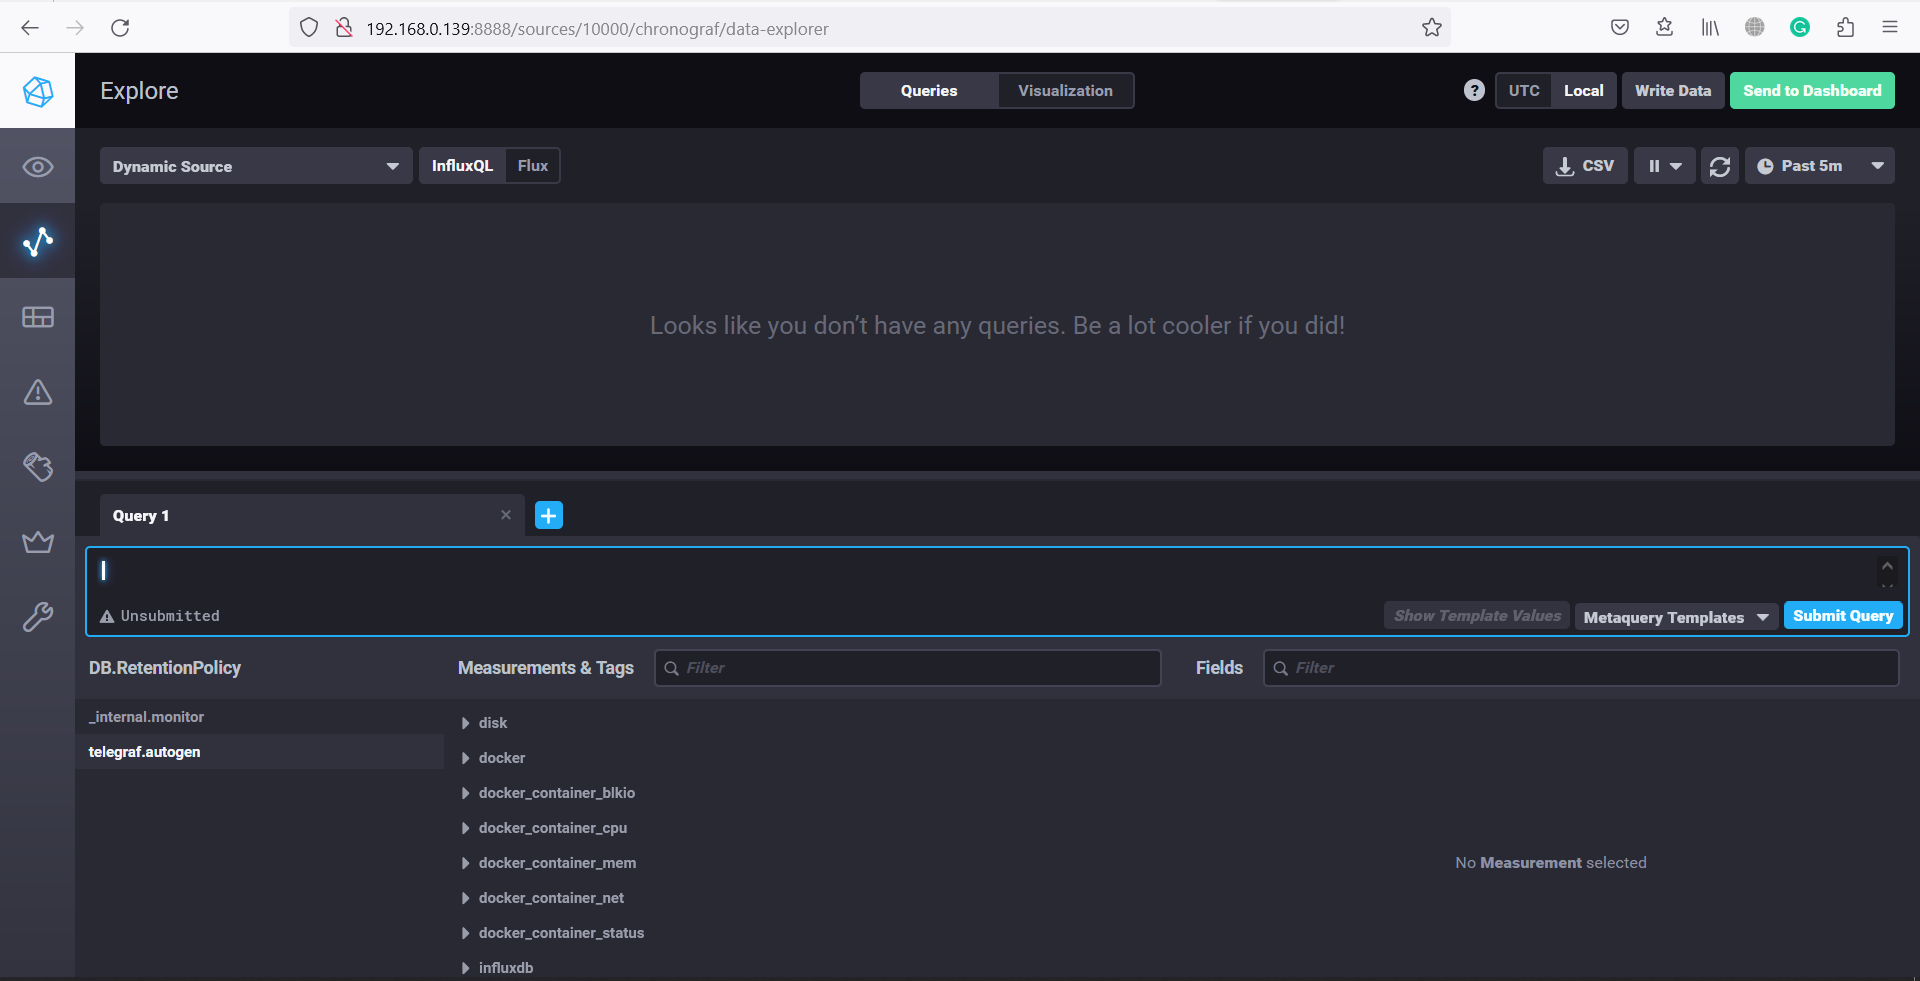 192.168.0.139:8888/sources/10000/chronograf/data-explorer
Explore
Queries
Visualization
?
UTC
Local
Write Data
Send to Dashboard
Dynamic Source
InfluxQL
Flux
CSV
Past 5m
Looks like you don’t have any queries. Be a lot cooler if you did!
Query 1
Unsubmitted
Show Template Values
Metaquery Templates
Submit Query
DB.RetentionPolicy
Measurements & Tags
Filter
Fields
Filter
_internal.monitor
telegraf.autogen
disk
docker
docker_container_blkio
docker_container_cpu
docker_container_mem
docker_container_net
docker_container_status
influxdb
No Measurement selected